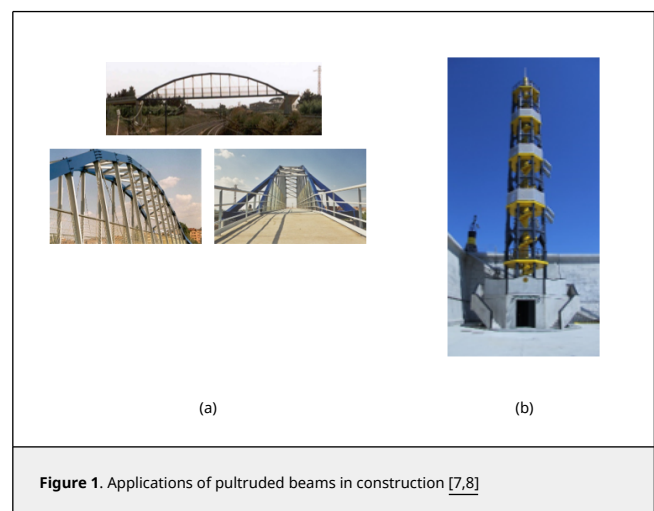 (a) (b)
Figure 1. Applications of pultruded beams in construction [7,8]